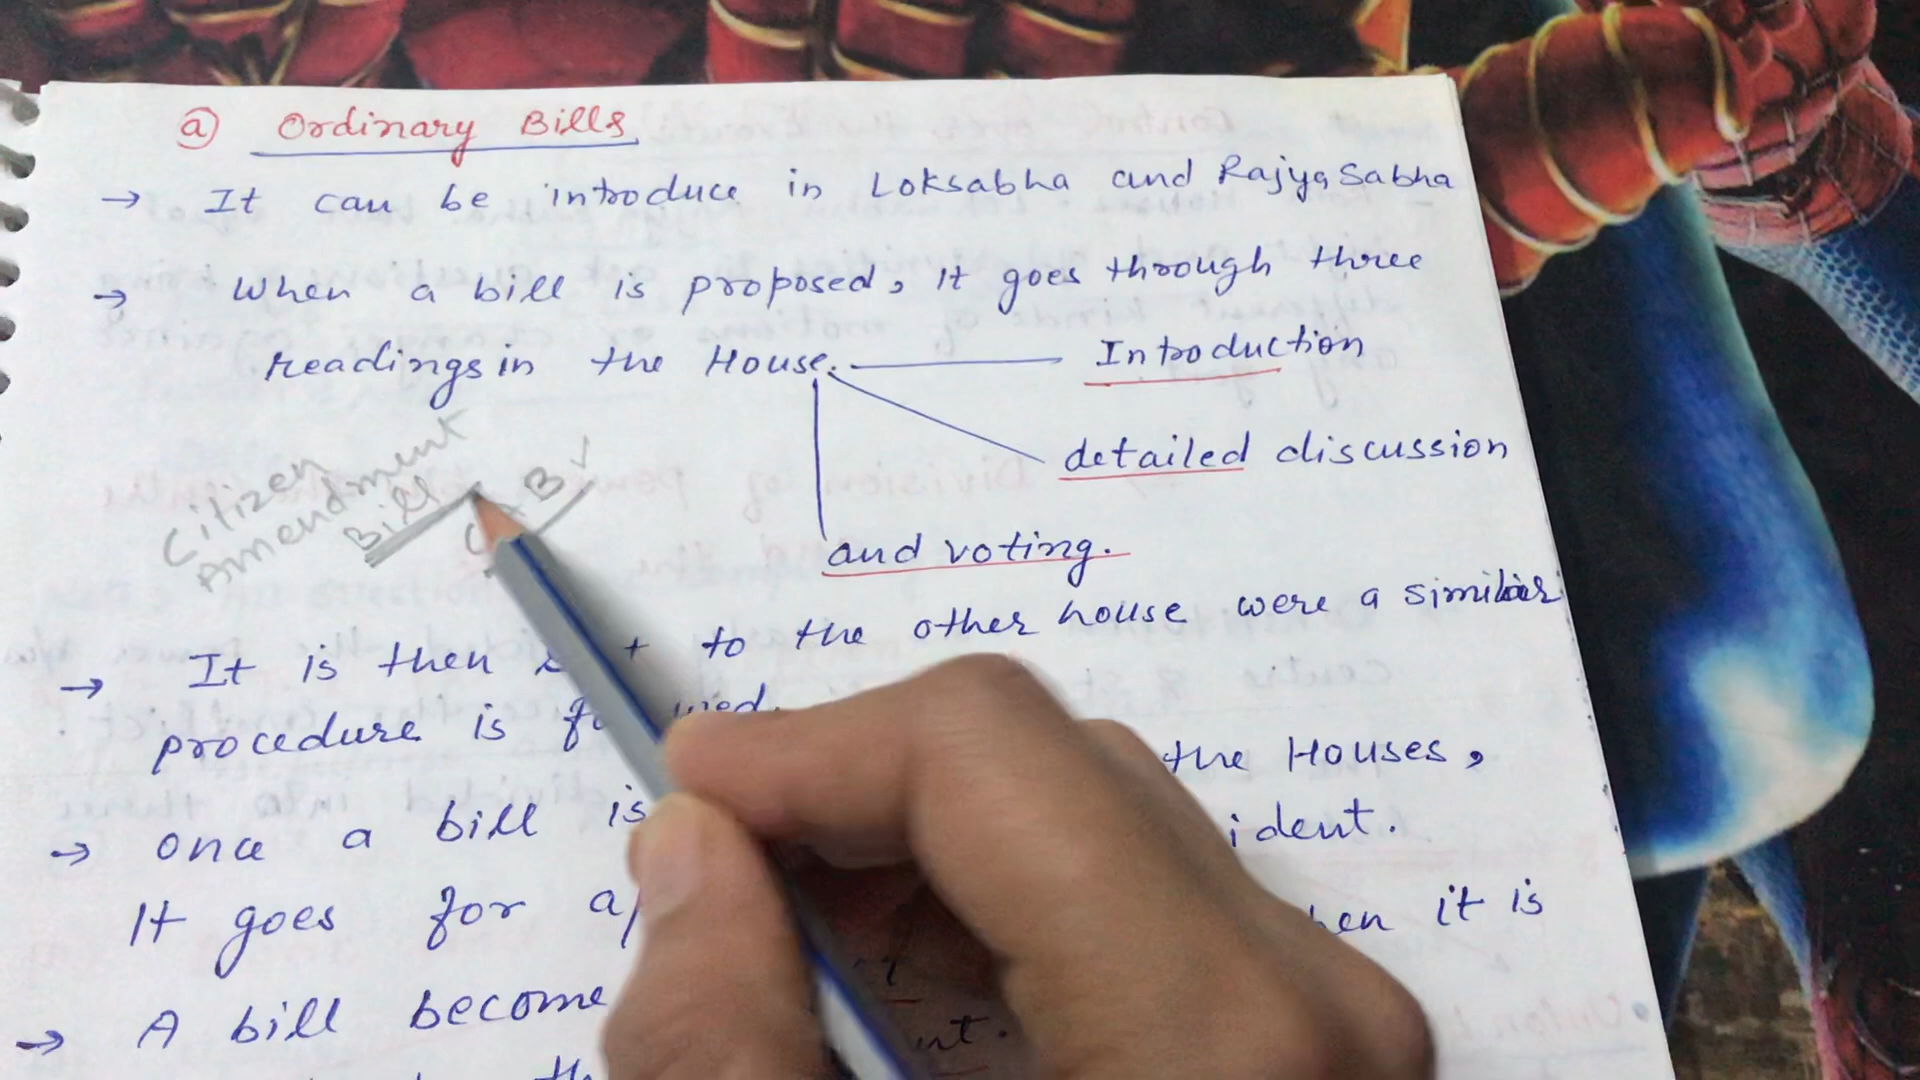 a) Ordinary Bills
→ It can be introduce in Loksabha and Rajya Sabha
→ When a bill is proposed, it goes through three
readings in the House. Introduction
detailed discussion
and voting.
Citizen
Amendment
Bill
B ✓
→ It is then to the other house were a similar
procedure is
the Houses,
→ once a bill is
It goes for
it is
→ A bill become